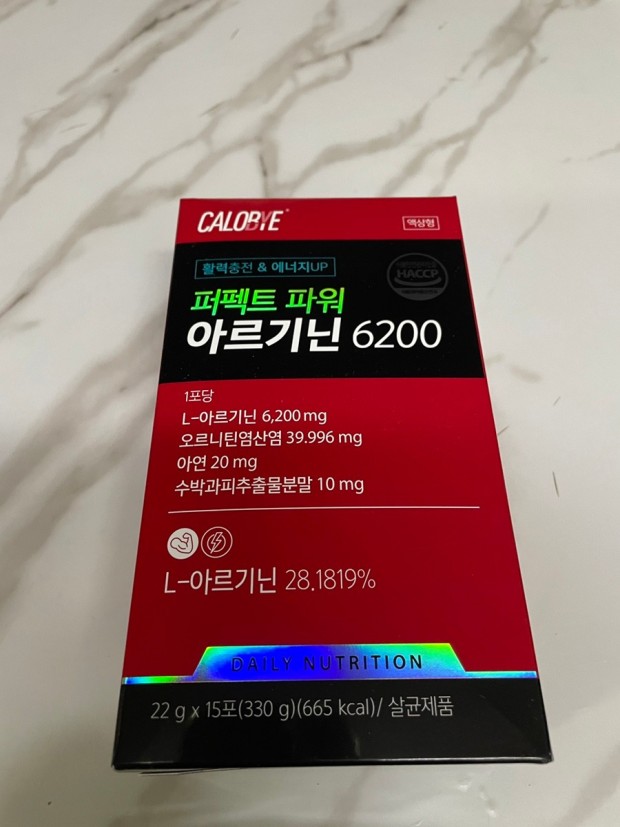 CALOBYE
액상형
활력충전 & 에너지UP
HACCP
퍼펙트 파워
아르기닌 6200
1포당
L-아르기닌 6,200 mg
오르니틴염산염 39.996 mg
아연 20 mg
수박과피추출물분말 10 mg
L-아르기닌 28.1819%
DAILY NUTRITION
22 g x 15포(330 g)(665 kcal)/ 살균제품